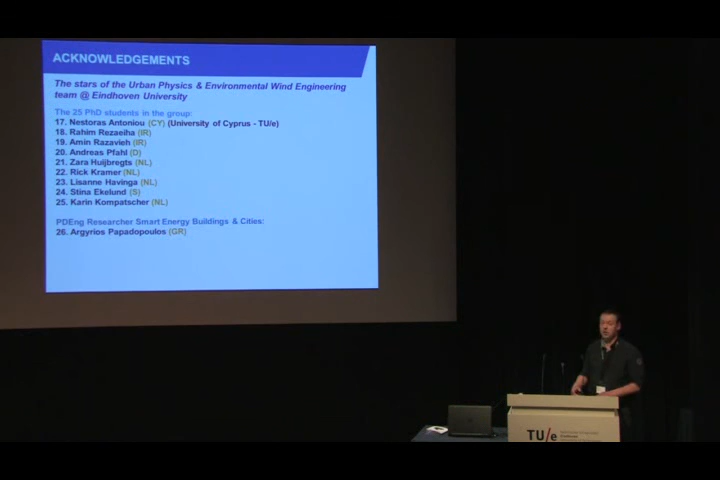 ACKNOWLEDGEMENTS
The stars of the Urban Physics & Environmental Wind Engineering
team @ Eindhoven University
The 25 PhD students in the group:
17. Nestoras Antoniou (CY) (University of Cyprus - TU/e)
18. Rahim Rezaeiha (IR)
19. Amin Razavieh (IR)
20. Andreas Pfahl (D)
21. Zara Huijbregts (NL)
22. Rick Kramer (NL)
23. Lisanne Havinga (NL)
24. Stina Ekelund (S)
25. Karin Kompatscher (NL)
PDEng Researcher Smart Energy Buildings & Cities:
26. Argyrios Papadopoulos (GR)
TU/e